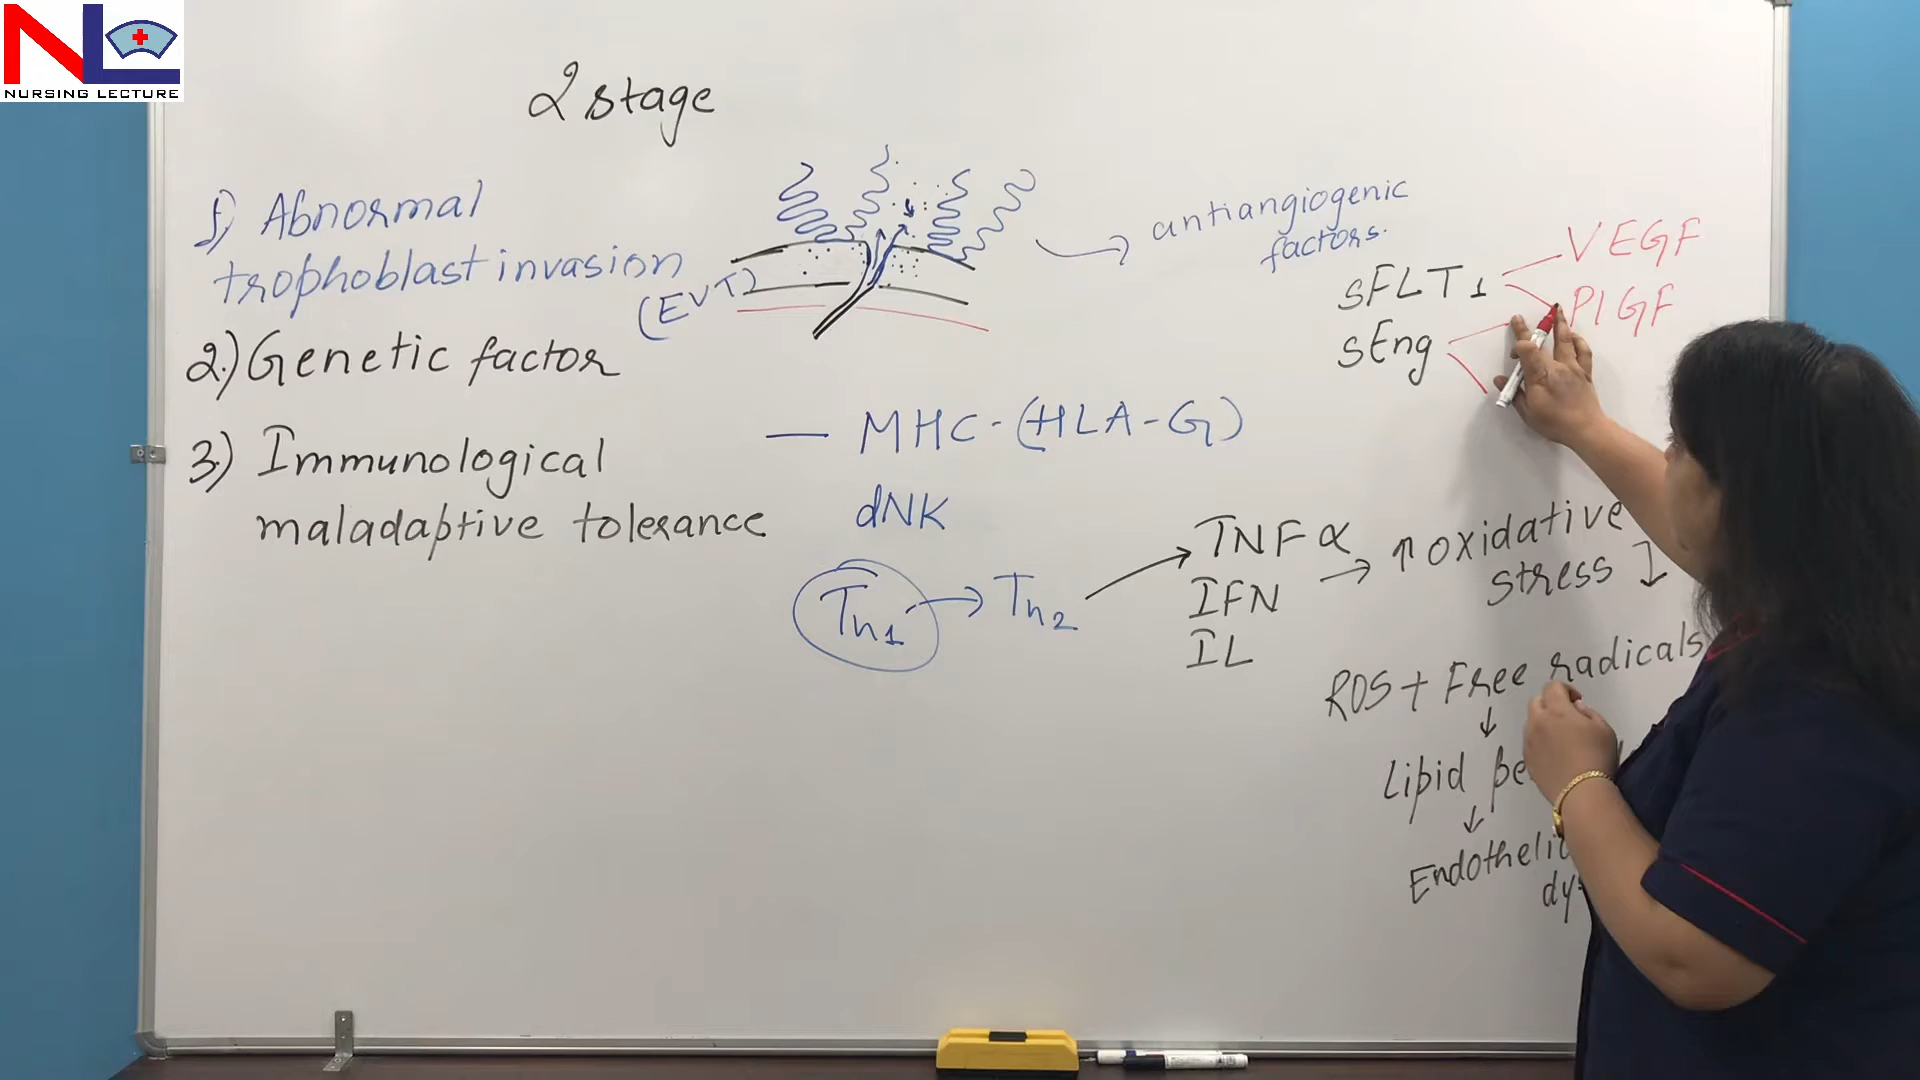 NL
NURSING LECTURE
2 stage
1) Abnormal
trophoblast invasion
(EVT)
2.) Genetic factor
3.) Immunological
maladaptive tolerance
antiangiogenic
factors.
sFLT1
VEGF
PlGF
sEng
— MHC - (HLA-G)
dNK
Th1 → Th2
TNF α
IFN
IL
→ ↑ oxidative
stress ↓
ROS + Free radicals
↓
Lipid
↓